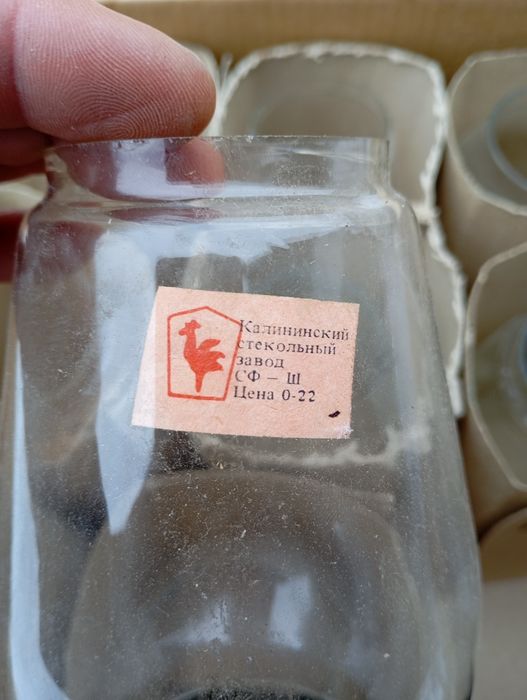 Калининский
стекольный
завод
СФ — Ш
Цена 0-22